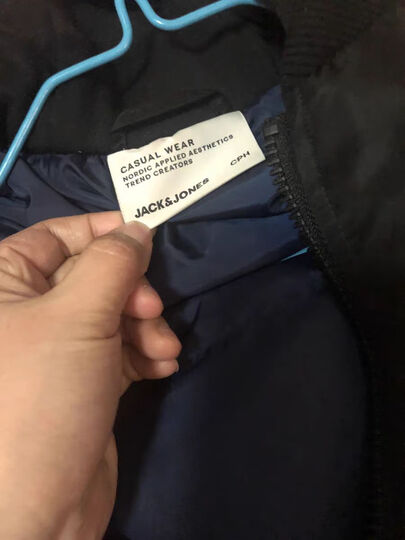 CASUAL WEAR
NORDIC APPLIED AESTHETICS
TREND CREATORS
CPH
JACK&JONES